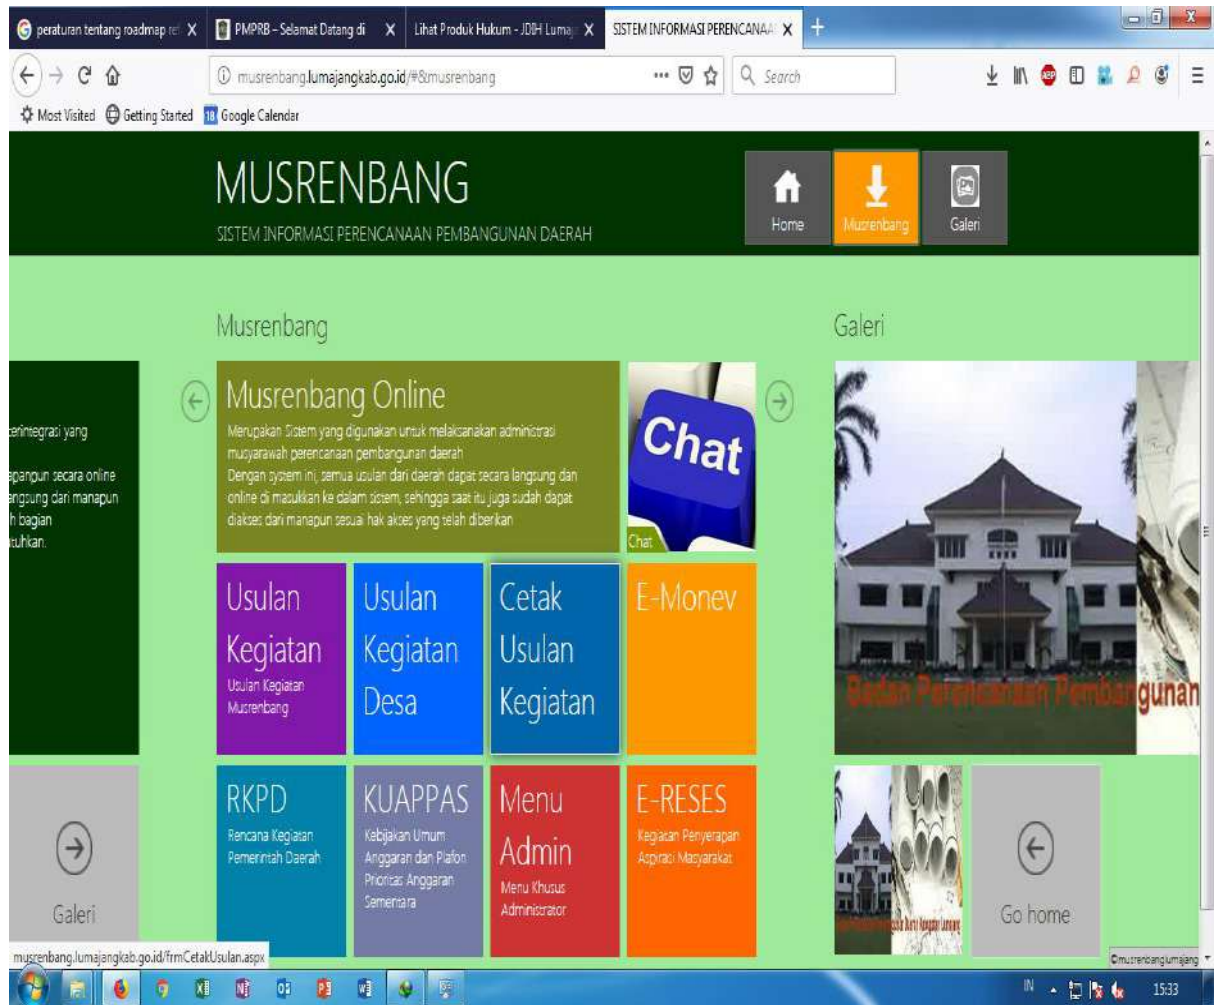 peraturan tentang roadmap ref
PMPRB – Selamat Datang di
Lihat Produk Hukum - JDIH Lumaj
SISTEM INFORMASI PERENCANAA
musrenbang.lumajangkab.go.id/#&musrenbang
Search
Most Visited
Getting Started
18 Google Calendar
MUSRENBANG
SISTEM INFORMASI PERENCANAAN PEMBANGUNAN DAERAH
Home
Musrenbang
Galeri
Musrenbang
Galeri
terintegrasi yang
apangun secara online
angsung dari manapun
h bagian
tuhkan.
Musrenbang Online
Merupakan Sistem yang digunakan untuk melaksanakan administrasi
musyawarah perencanaan pembangunan daerah
Dengan system ini, semua usulan dari daerah dapat secara langsung dan
online di masukkan ke dalam sistem, sehingga saat itu juga sudah dapat
diakses dari manapun sesuai hak akses yang telah diberikan
Chat
Chat
Usulan
Kegiatan
Usulan Kegiatan
Musrenbang
Usulan
Kegiatan
Desa
Cetak
Usulan
Kegiatan
E-Monev
Badan Perencanaan Pembangunan
RKPD
Rencana Kegiatan
Pemerintah Daerah
KUAPPAS
Kebijakan Umum
Anggaran dan Plafon
Prioritas Anggaran
Sementara
Menu
Admin
Menu Khusus
Administrator
E-RESES
Kegiatan Penyerapan
Aspirasi Masyarakat
Galeri
Go home
musrenbang.lumajangkab.go.id/frmCetakUsulan.aspx
©musrenbanglumajang
IN
15:33